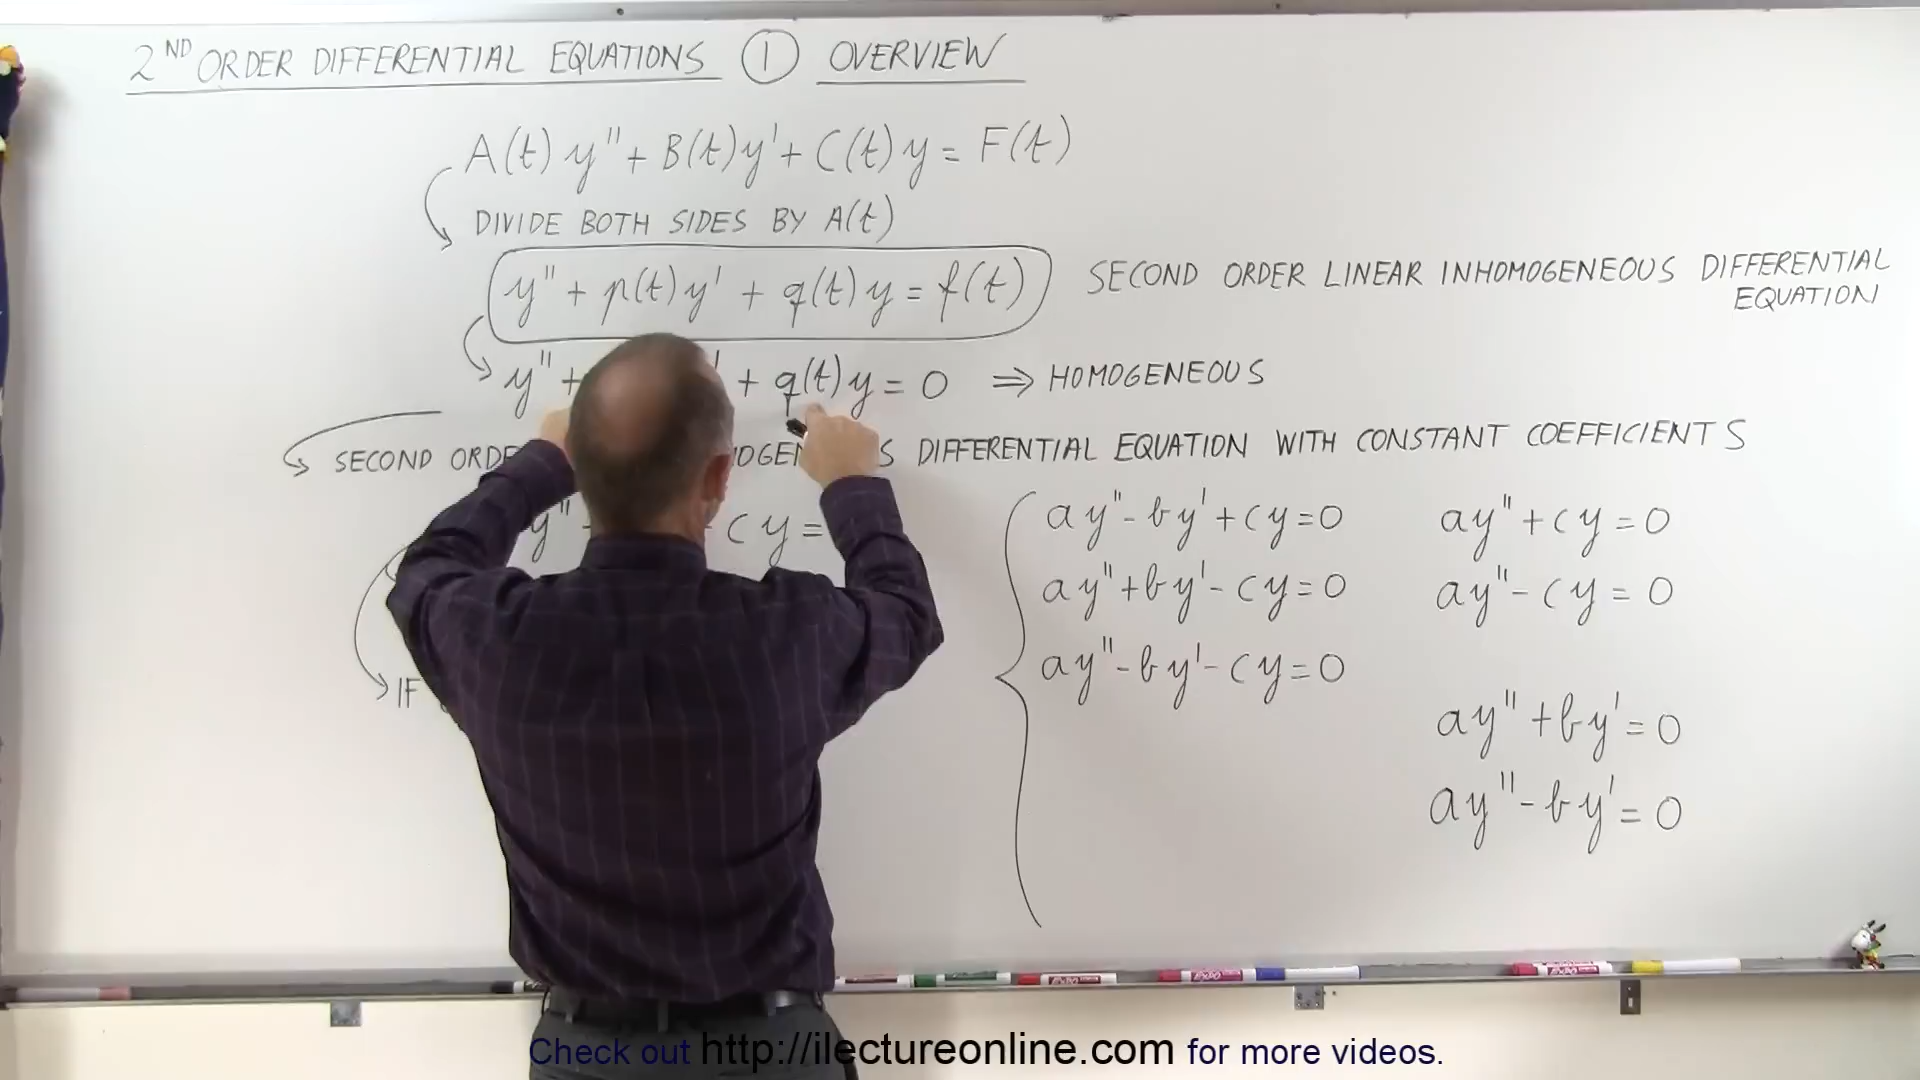 2ND ORDER DIFFERENTIAL EQUATIONS ① OVERVIEW
A(t) y" + B(t) y' + C(t) y = F(t)
DIVIDE BOTH SIDES BY A(t)
y" + p(t) y' + q(t) y = f(t)
SECOND ORDER LINEAR INHOMOGENEOUS DIFFERENTIAL
EQUATION
y" + ' + q(t) y = 0 ⇒ HOMOGENEOUS
SECOND DIFFERENTIAL EQUATION WITH CONSTANT COEFFICIENTS
y" c y =
ay" - by' + cy = 0
ay" + by' - cy = 0
ay" - by' - cy = 0
ay" + cy = 0
ay" - cy = 0
ay" + by' = 0
ay" - by' = 0
IF
Check out http://ilectureonline.com for more videos.